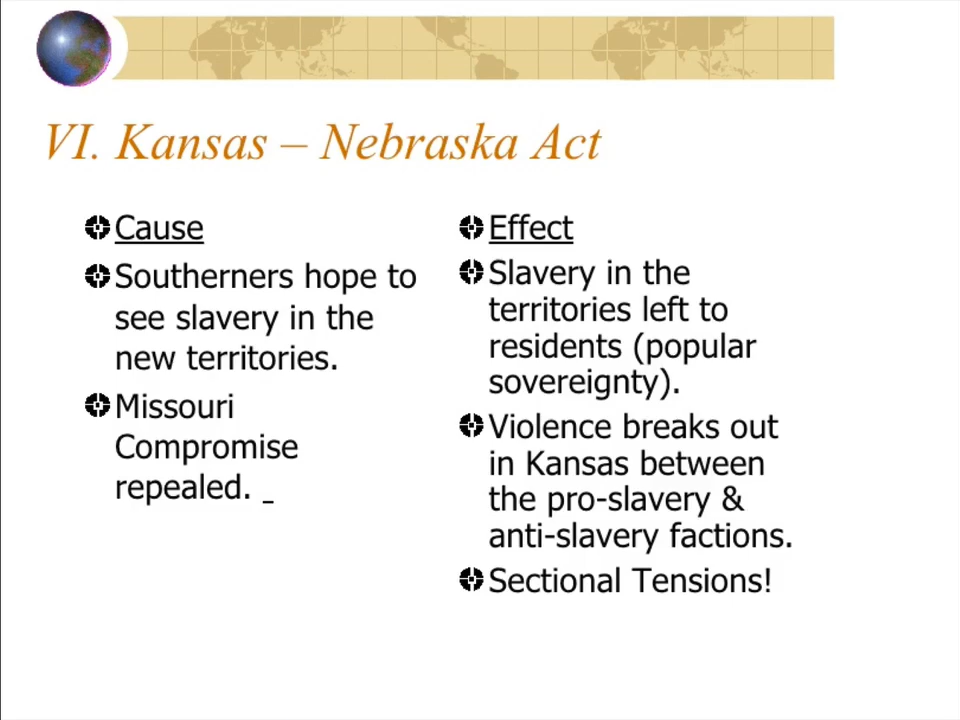 VI. Kansas – Nebraska Act
Cause
Southerners hope to
see slavery in the
new territories.
Missouri
Compromise
repealed. _
Effect
Slavery in the
territories left to
residents (popular
sovereignty).
Violence breaks out
in Kansas between
the pro-slavery &
anti-slavery factions.
Sectional Tensions!